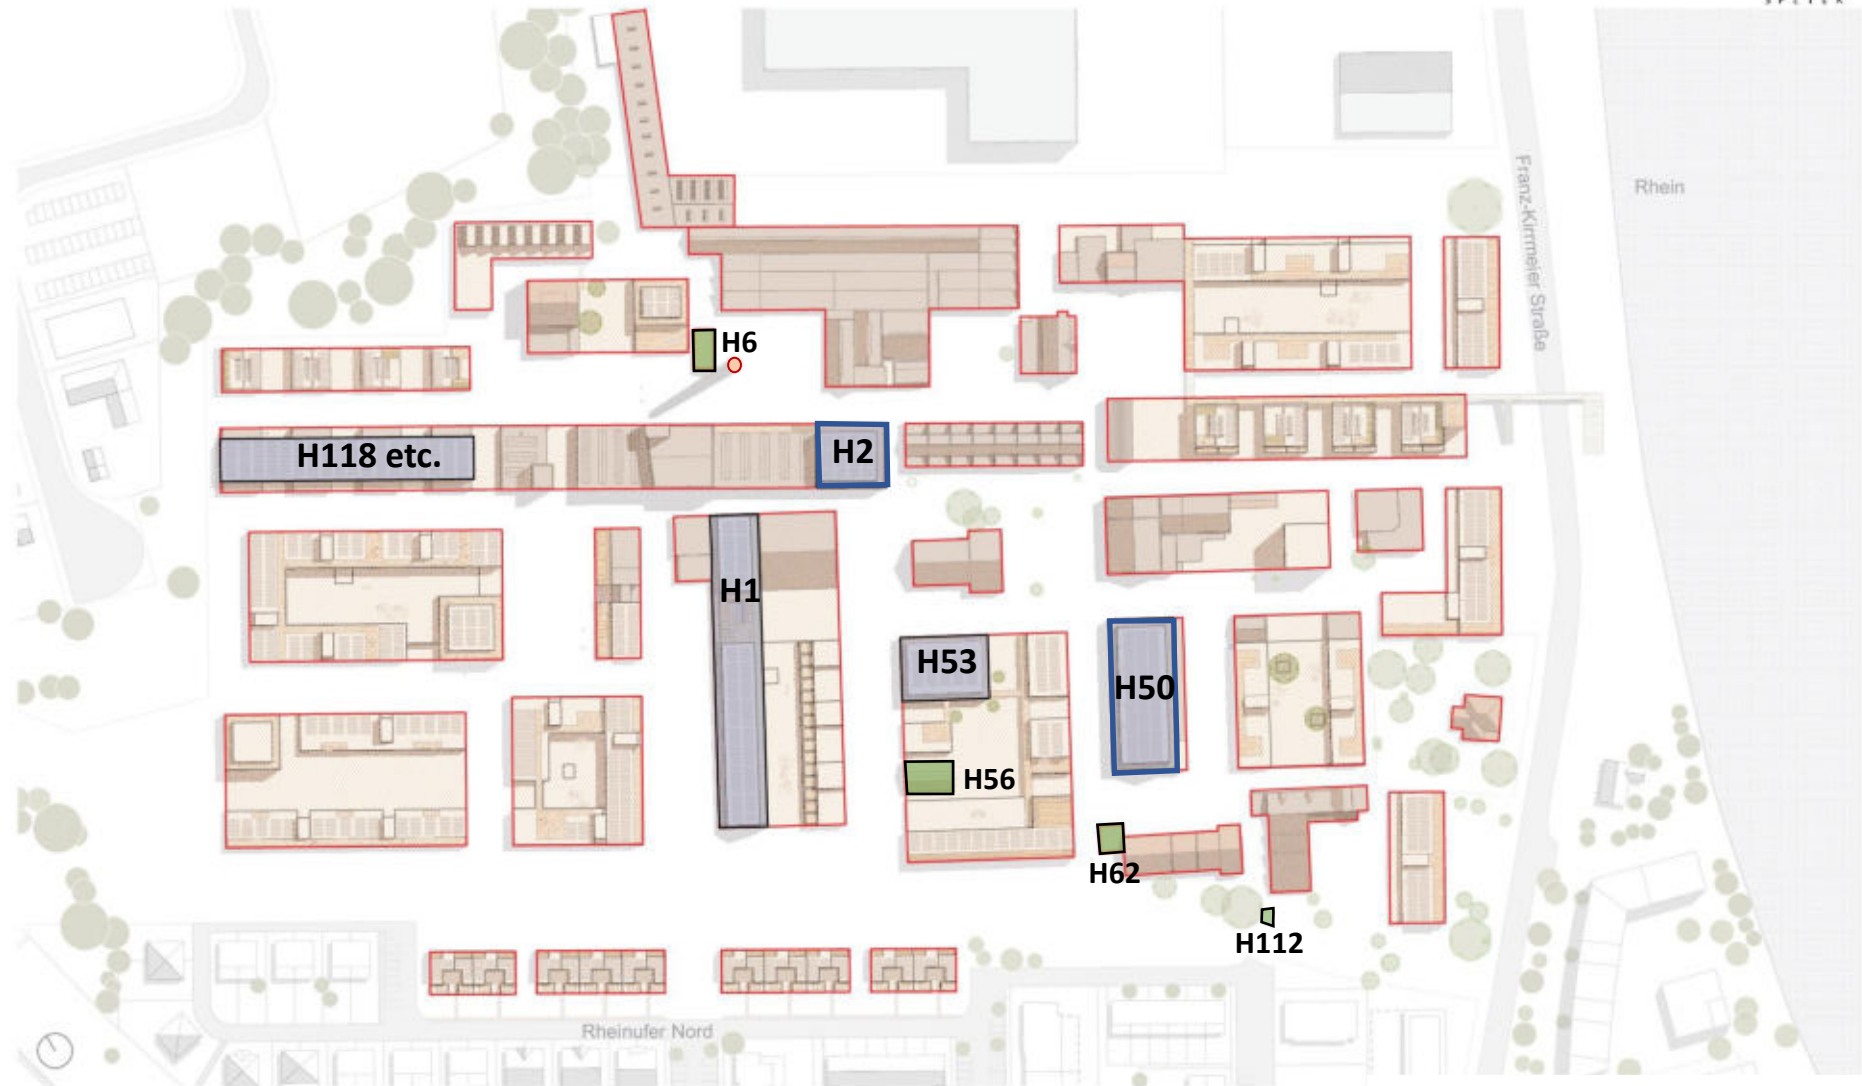 Rhein
Franz-Kirrmeier Straße
H6
H118 etc.
H2
H1
H53
H50
H56
H62
H112
Rheinufer Nord